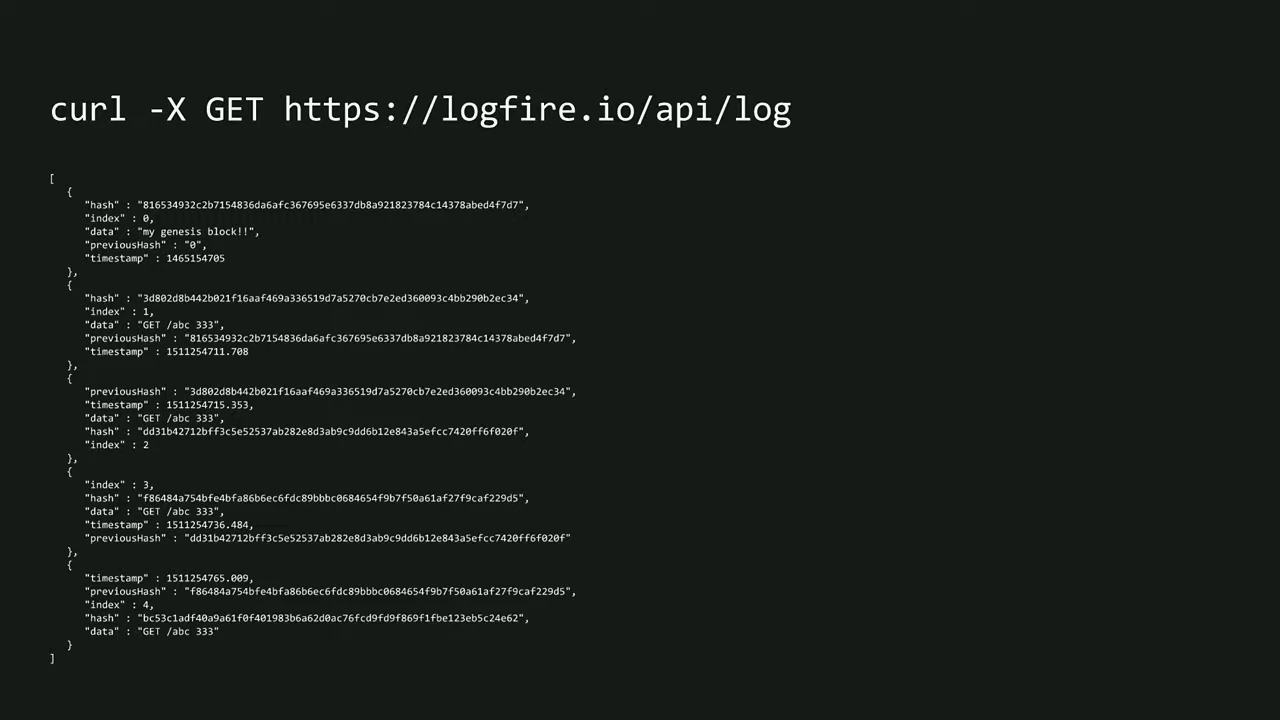 curl -X GET https://logfire.io/api/log
[
{
"hash" : "816534932c2b7154836da6afc367695e6337db8a921823784c14378abed4f7d7",
"index" : 0,
"data" : "my genesis block!!",
"previousHash" : "0",
"timestamp" : 1465154705
},
{
"hash" : "3d802d8b442b021f16aaf469a336519d7a5270cb7e2ed360093c4bb290b2ec34",
"index" : 1,
"data" : "GET /abc 333",
"previousHash" : "816534932c2b7154836da6afc367695e6337db8a921823784c14378abed4f7d7",
"timestamp" : 1511254711.708
},
{
"previousHash" : "3d802d8b442b021f16aaf469a336519d7a5270cb7e2ed360093c4bb290b2ec34",
"timestamp" : 1511254715.353,
"data" : "GET /abc 333",
"hash" : "dd31b42712bff3c5e52537ab282e8d3ab9c9dd6b12e843a5efcc7420ff6f020f",
"index" : 2
},
{
"index" : 3,
"hash" : "f86484a754bfe4bfa86b6ec6fdc89bbbc0684654f9b7f50a61af27f9caf229d5",
"data" : "GET /abc 333",
"timestamp" : 1511254736.484,
"previousHash" : "dd31b42712bff3c5e52537ab282e8d3ab9c9dd6b12e843a5efcc7420ff6f020f"
},
{
"timestamp" : 1511254765.009,
"previousHash" : "f86484a754bfe4bfa86b6ec6fdc89bbbc0684654f9b7f50a61af27f9caf229d5",
"index" : 4,
"hash" : "bc53c1adf40a9a61f0f401983b6a62d0ac76fcd9fd9f869f1fbe123eb5c24e62",
"data" : "GET /abc 333"
}
]